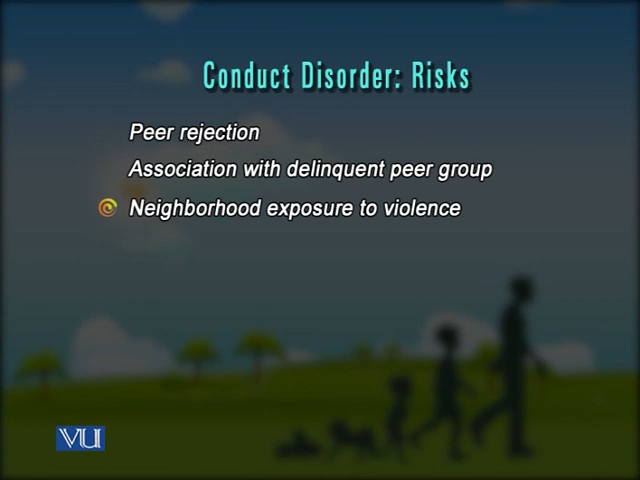 Conduct Disorder: Risks
Peer rejection
Association with delinquent peer group
Neighborhood exposure to violence
VU